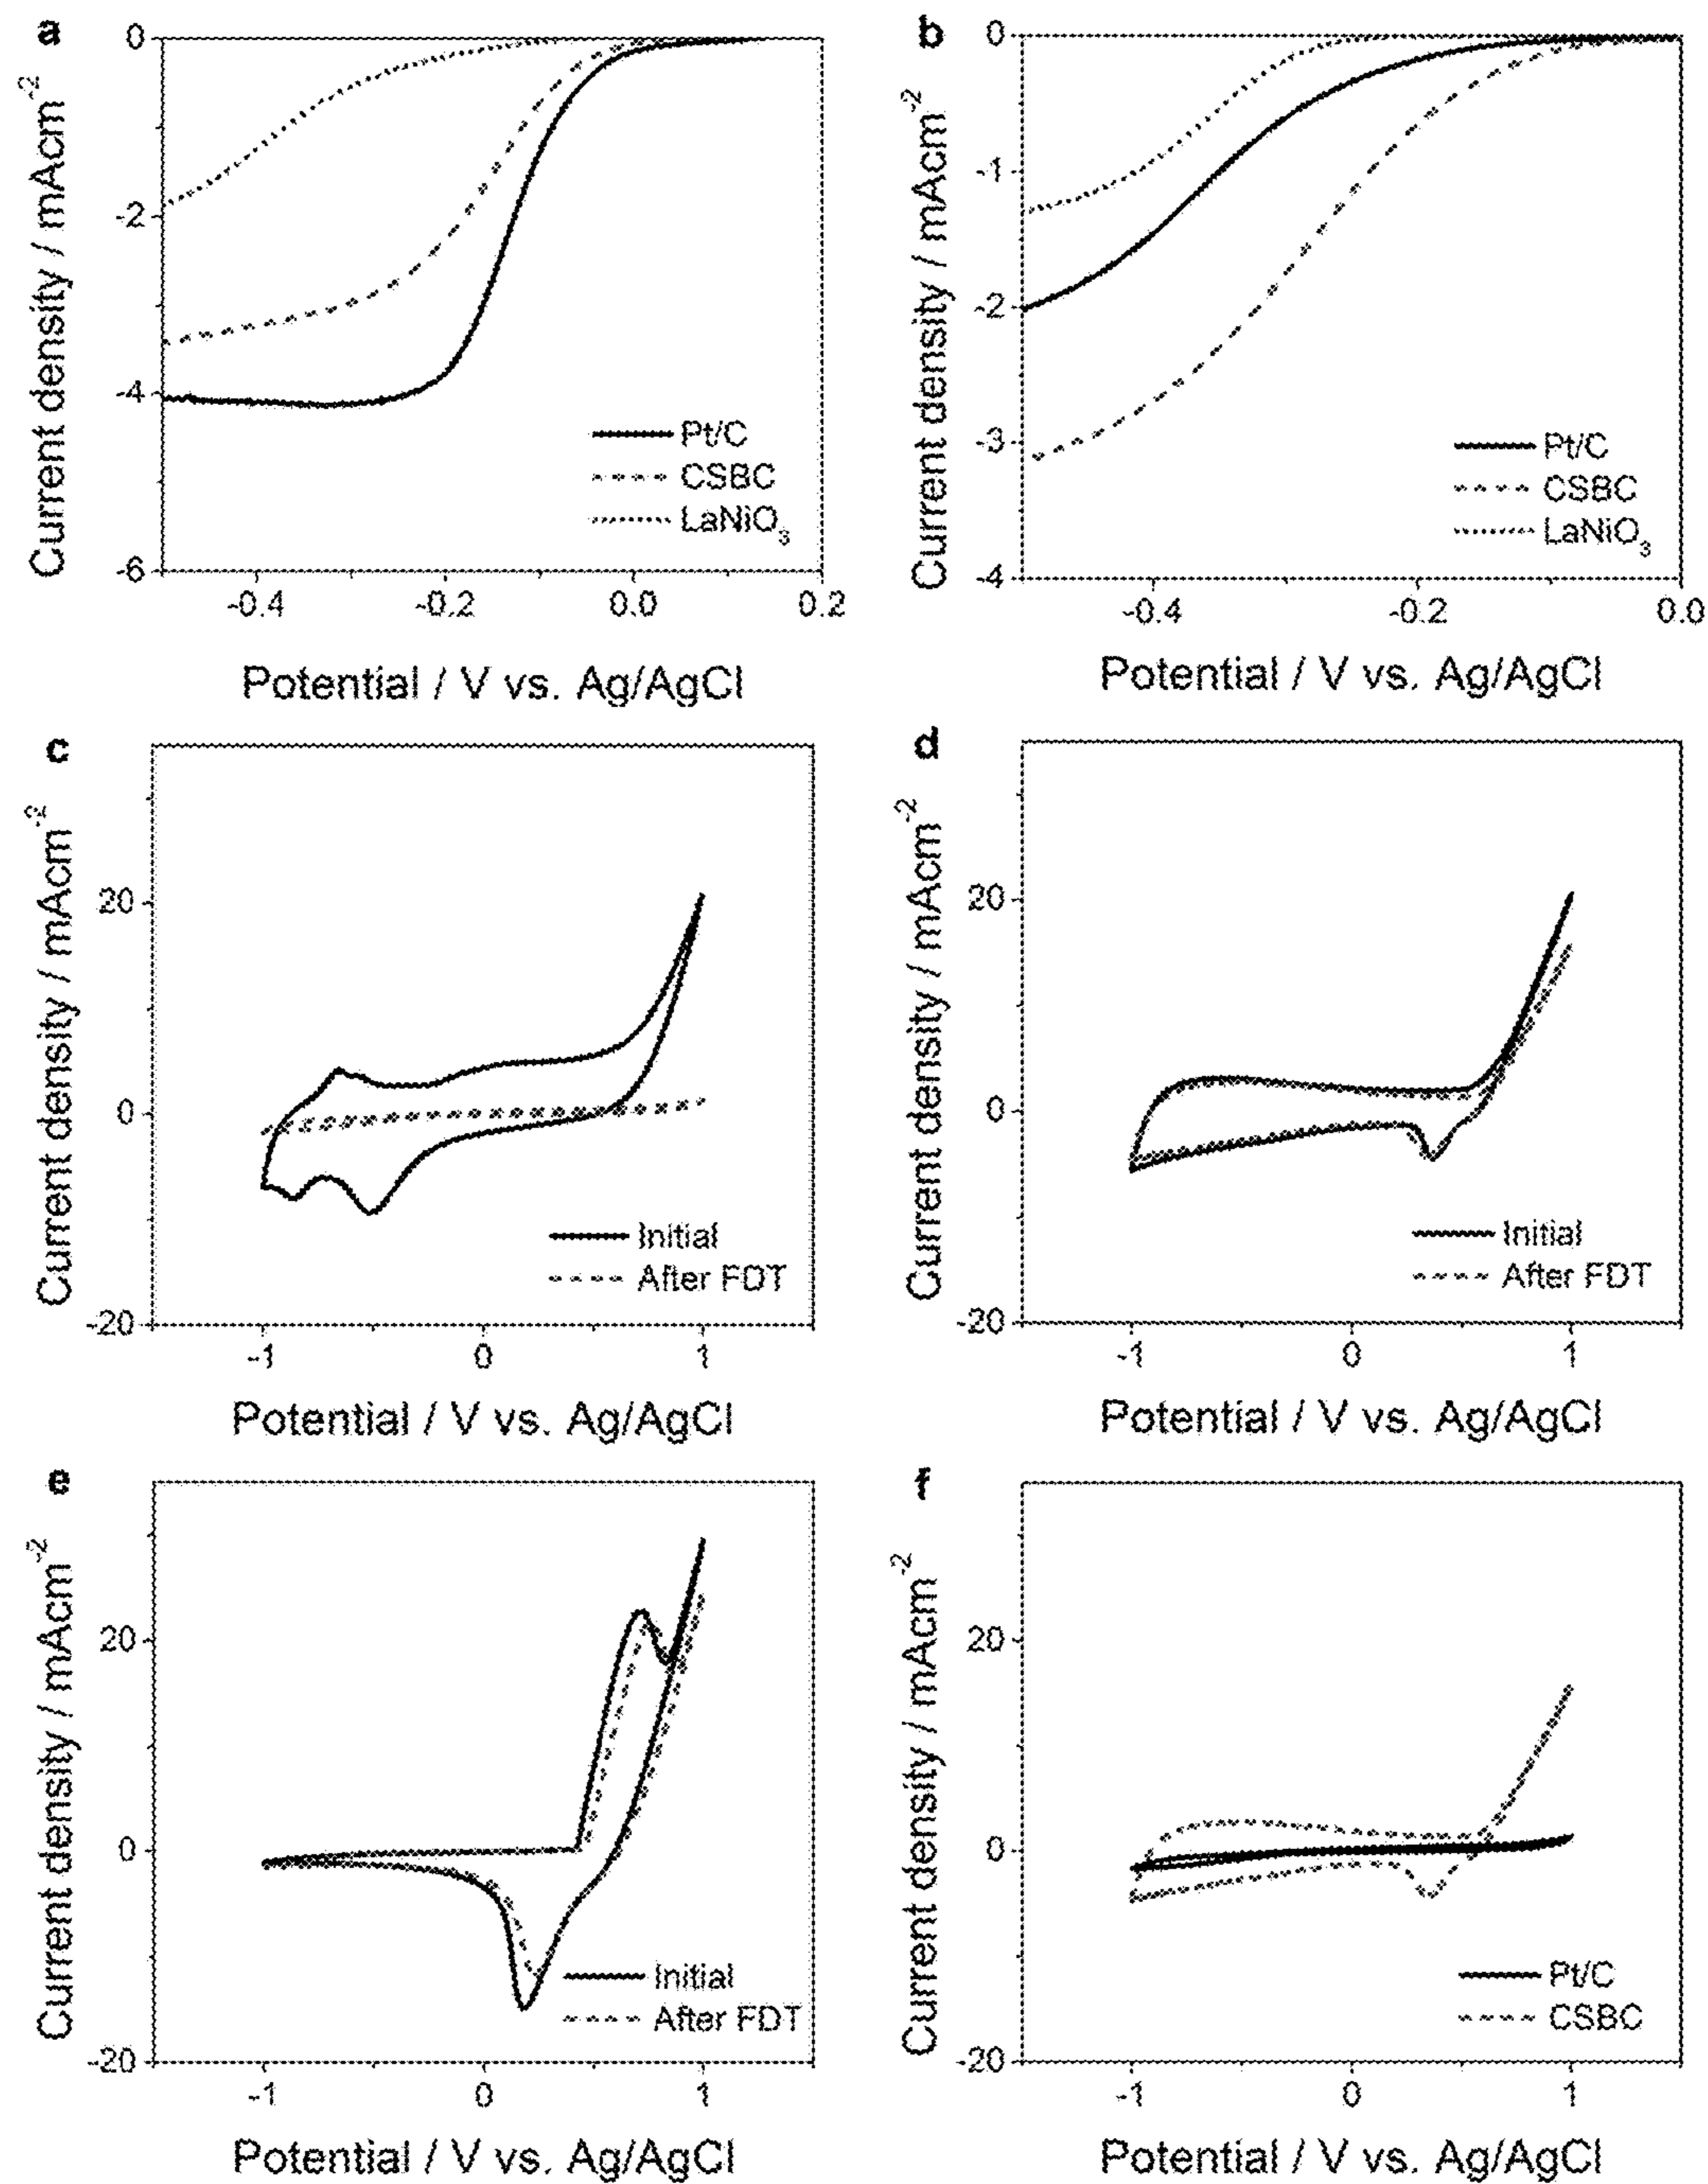 a
Current density / mAcm-2
0
-2
-4
-6
Pt/C
CSBC
LaNiO3
-0.4 -0.2 0.0 0.2
Potential / V vs. Ag/AgCl
b
Current density / mAcm-2
0
-1
-2
-3
-4
Pt/C
CSBC
LaNiO3
-0.4 -0.2 0.0
Potential / V vs. Ag/AgCl
c
Current density / mAcm-2
20
0
-20
Initial
After FDT
-1 0 1
Potential / V vs. Ag/AgCl
d
Current density / mAcm-2
20
0
-20
Initial
After FDT
-1 0 1
Potential / V vs. Ag/AgCl
e
Current density / mAcm-2
20
0
-20
Initial
After FDT
-1 0 1
Potential / V vs. Ag/AgCl
f
Current density / mAcm-2
20
0
-20
Pt/C
CSBC
-1 0 1
Potential / V vs. Ag/AgCl